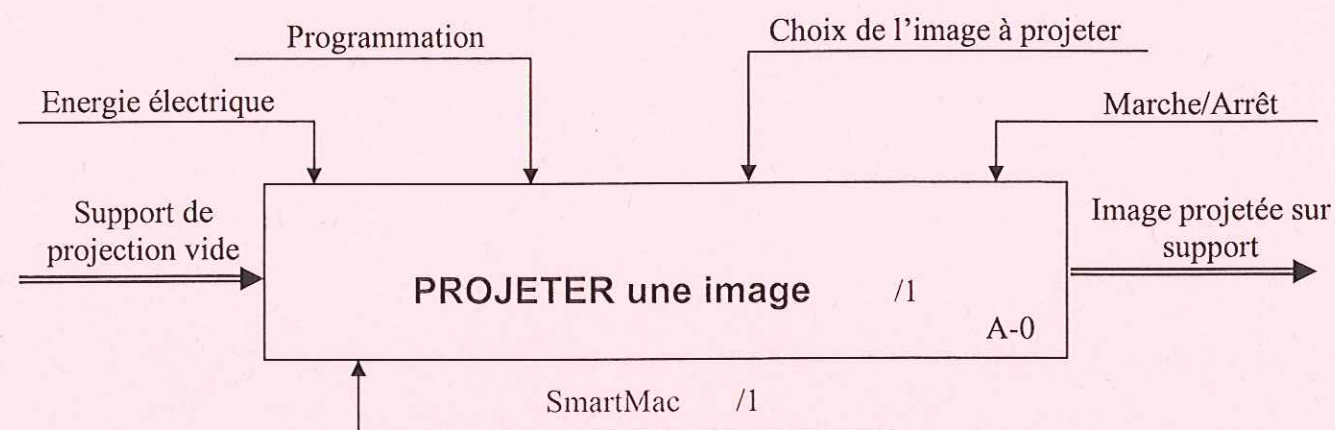 Programmation
Choix de l'image à projeter
Energie électrique
Marche/Arrêt
Support de
projection vide
Image projetée sur
support
PROJETER une image /1
A-0
SmartMac /1